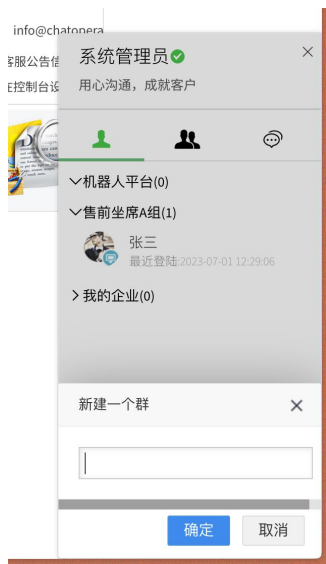 info@chatopera
系统管理员
客服公告信
用心沟通，成就客户
E控制台设
机器人平台(0)
售前坐席A组(1)
张三
最近登陆:2023-07-01 12:29:06
我的企业(0)
新建一个群
确定
取消